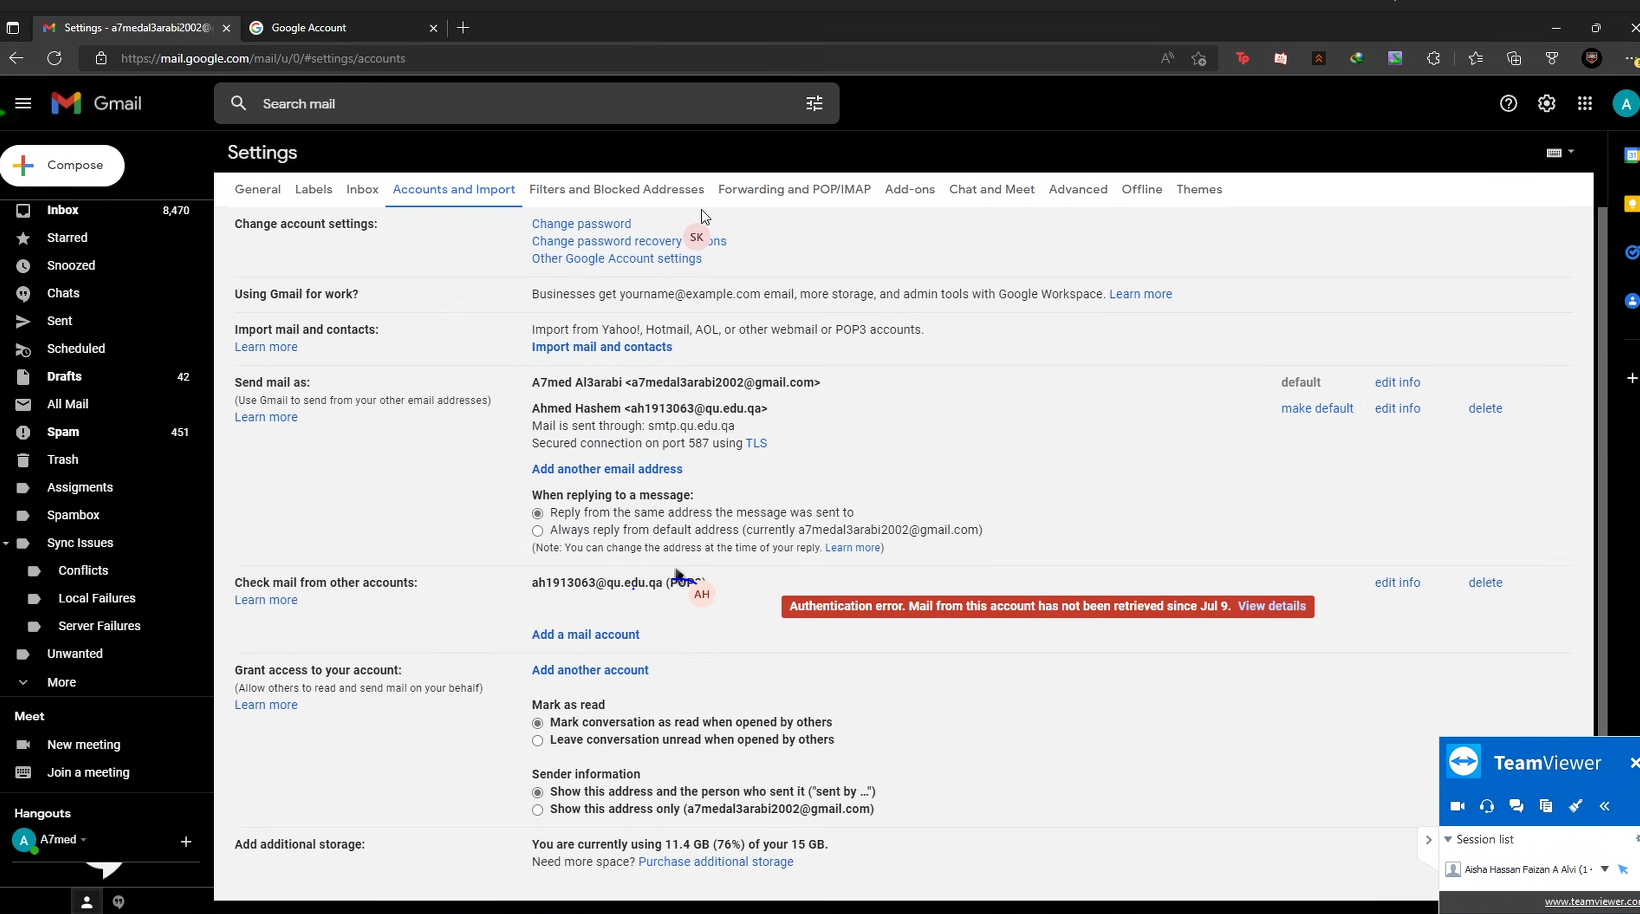 Settings - a7medal3arabi2002@g
Google Account
https://mail.google.com/mail/u/0/#settings/accounts
Gmail
Search mail
A
Compose
Inbox 8,470
Starred
Snoozed
Chats
Sent
Scheduled
Drafts 42
All Mail
Spam 451
Trash
Assigments
Spambox
Sync Issues
Conflicts
Local Failures
Server Failures
Unwanted
More
Meet
New meeting
Join a meeting
Hangouts
A A7med
Settings
General Labels Inbox Accounts and Import Filters and Blocked Addresses Forwarding and POP/IMAP Add-ons Chat and Meet Advanced Offline Themes
Change account settings: Change password
Change password recovery ons
SK
Other Google Account settings
Using Gmail for work? Businesses get yourname@example.com email, more storage, and admin tools with Google Workspace. Learn more
Import mail and contacts: Import from Yahoo!, Hotmail, AOL, or other webmail or POP3 accounts.
Learn more Import mail and contacts
Send mail as: A7med Al3arabi <a7medal3arabi2002@gmail.com> default edit info
(Use Gmail to send from your other email addresses)
Learn more
Ahmed Hashem <ah1913063@qu.edu.qa> make default edit info delete
Mail is sent through: smtp.qu.edu.qa
Secured connection on port 587 using TLS
Add another email address
When replying to a message:
Reply from the same address the message was sent to
Always reply from default address (currently a7medal3arabi2002@gmail.com)
(Note: You can change the address at the time of your reply. Learn more)
Check mail from other accounts: ah1913063@qu.edu.qa (POP3) edit info delete
Learn more
AH
Authentication error. Mail from this account has not been retrieved since Jul 9. View details
Add a mail account
Grant access to your account: Add another account
(Allow others to read and send mail on your behalf)
Learn more
Mark as read
Mark conversation as read when opened by others
Leave conversation unread when opened by others
Sender information
Show this address and the person who sent it ("sent by ...")
Show this address only (a7medal3arabi2002@gmail.com)
Add additional storage: You are currently using 11.4 GB (76%) of your 15 GB.
Need more space? Purchase additional storage
TeamViewer
Session list
Aisha Hassan Faizan A Alvi (1
www.teamviewer.co
31
Tp